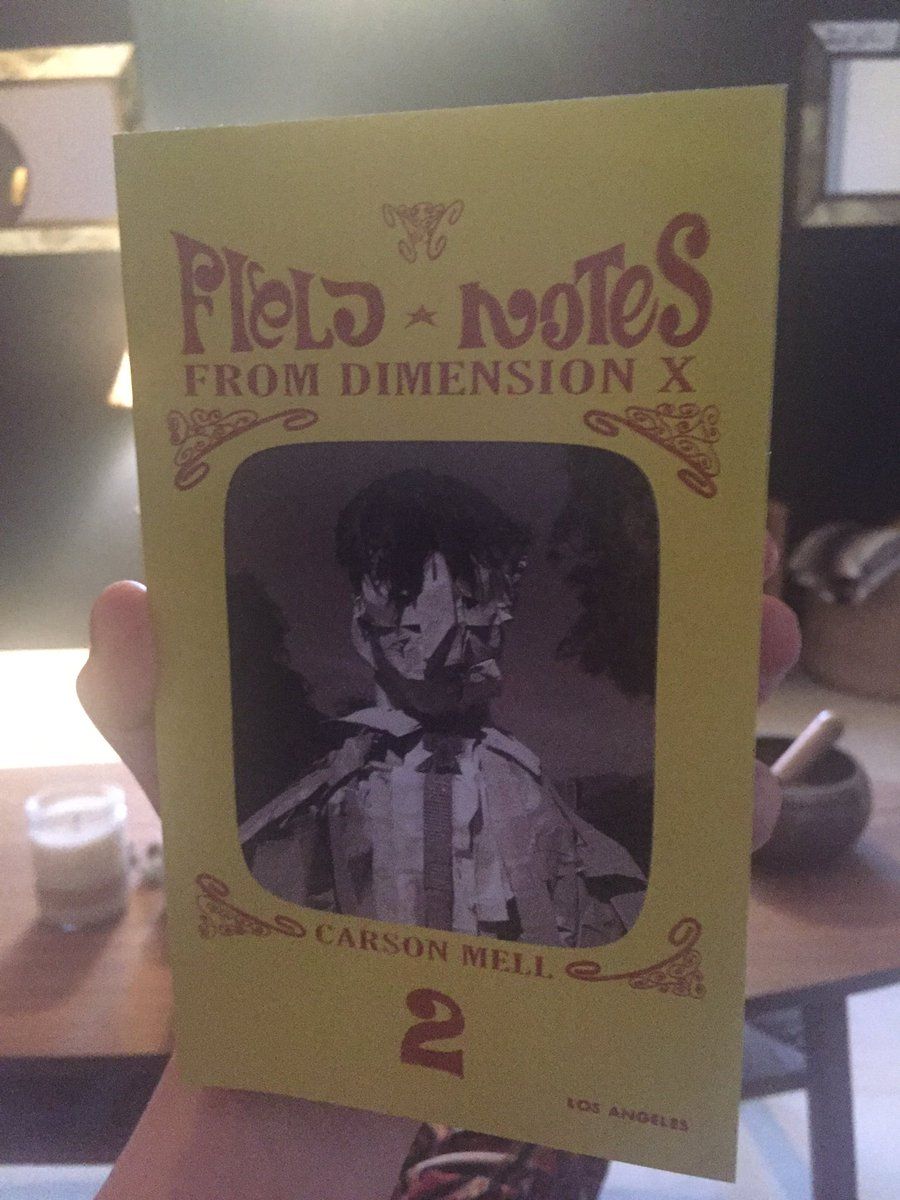 FIELD ★ NOTES
FROM DIMENSION X
CARSON MELL
2
LOS ANGELES